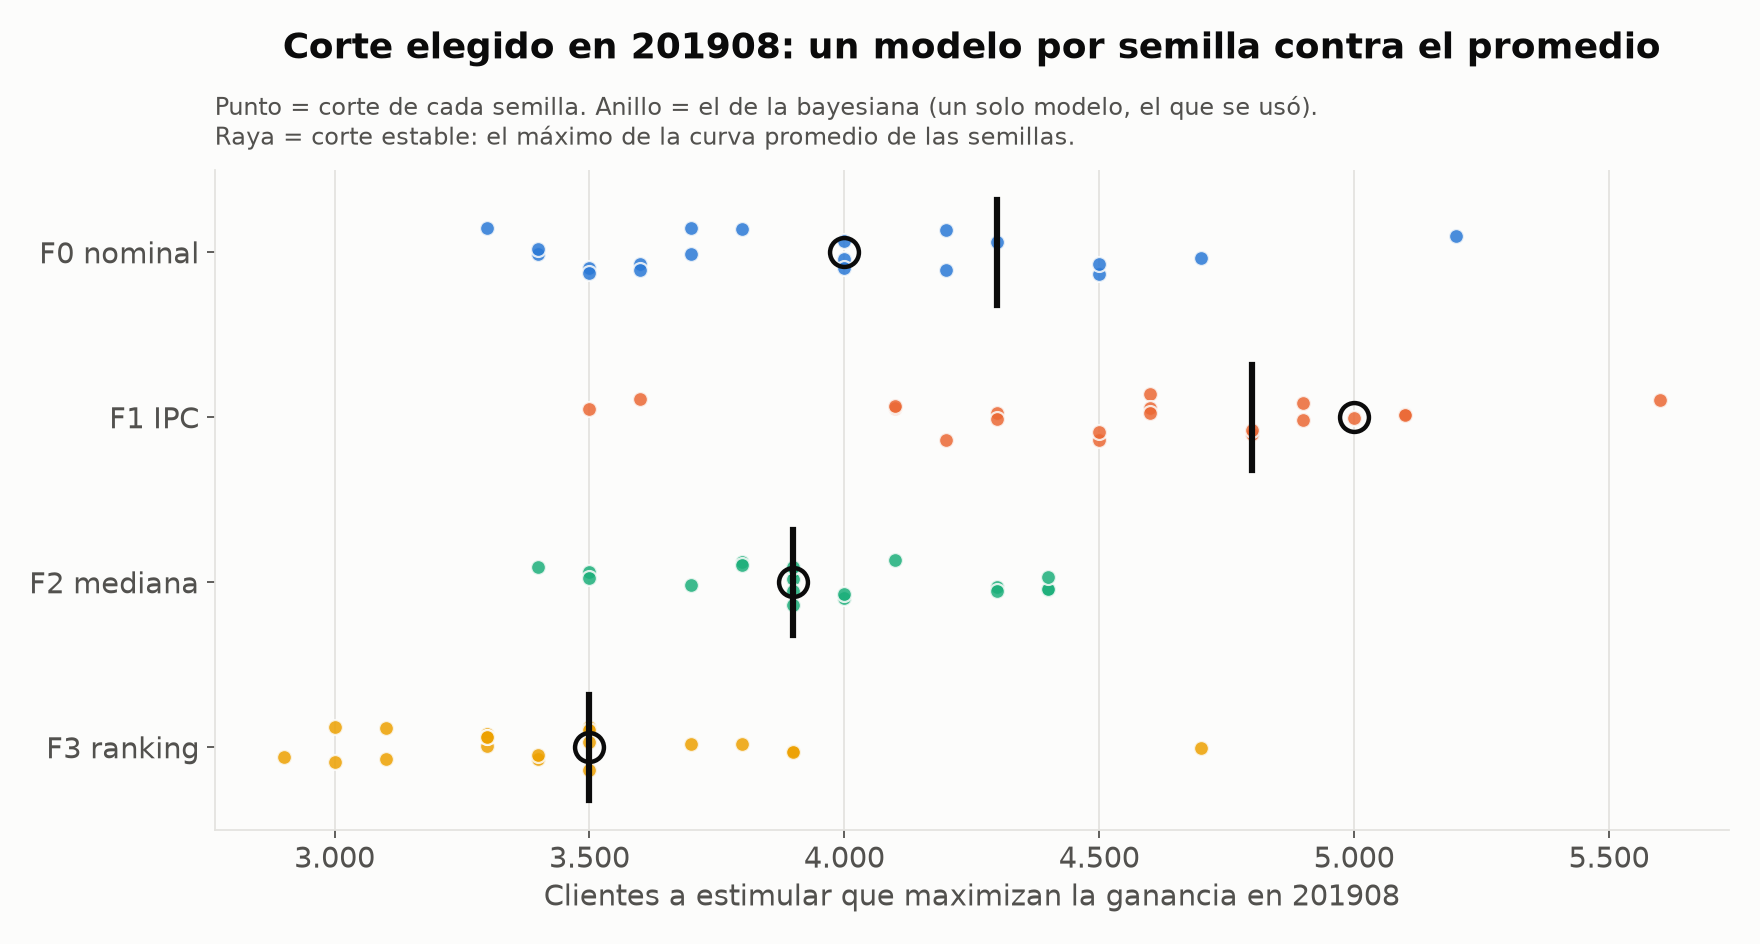 Corte elegido en 201908: un modelo por semilla contra el promedio
Punto = corte de cada semilla. Anillo = el de la bayesiana (un solo modelo, el que se usó).
Raya = corte estable: el máximo de la curva promedio de las semillas.
F0 nominal
F1 IPC
F2 mediana
F3 ranking
3.000 3.500 4.000 4.500 5.000 5.500
Clientes a estimular que maximizan la ganancia en 201908